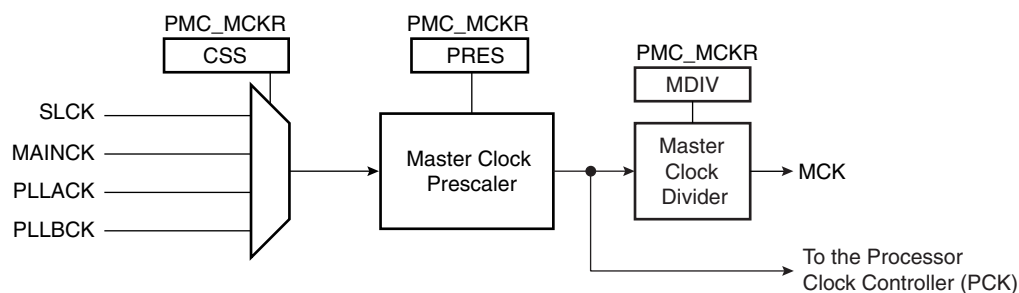 PMC_MCKR
CSS
PMC_MCKR
PRES
PMC_MCKR
MDIV
SLCK
MAINCK
PLLACK
PLLBCK
Master Clock
Prescaler
Master
Clock
Divider
MCK
To the Processor
Clock Controller (PCK)